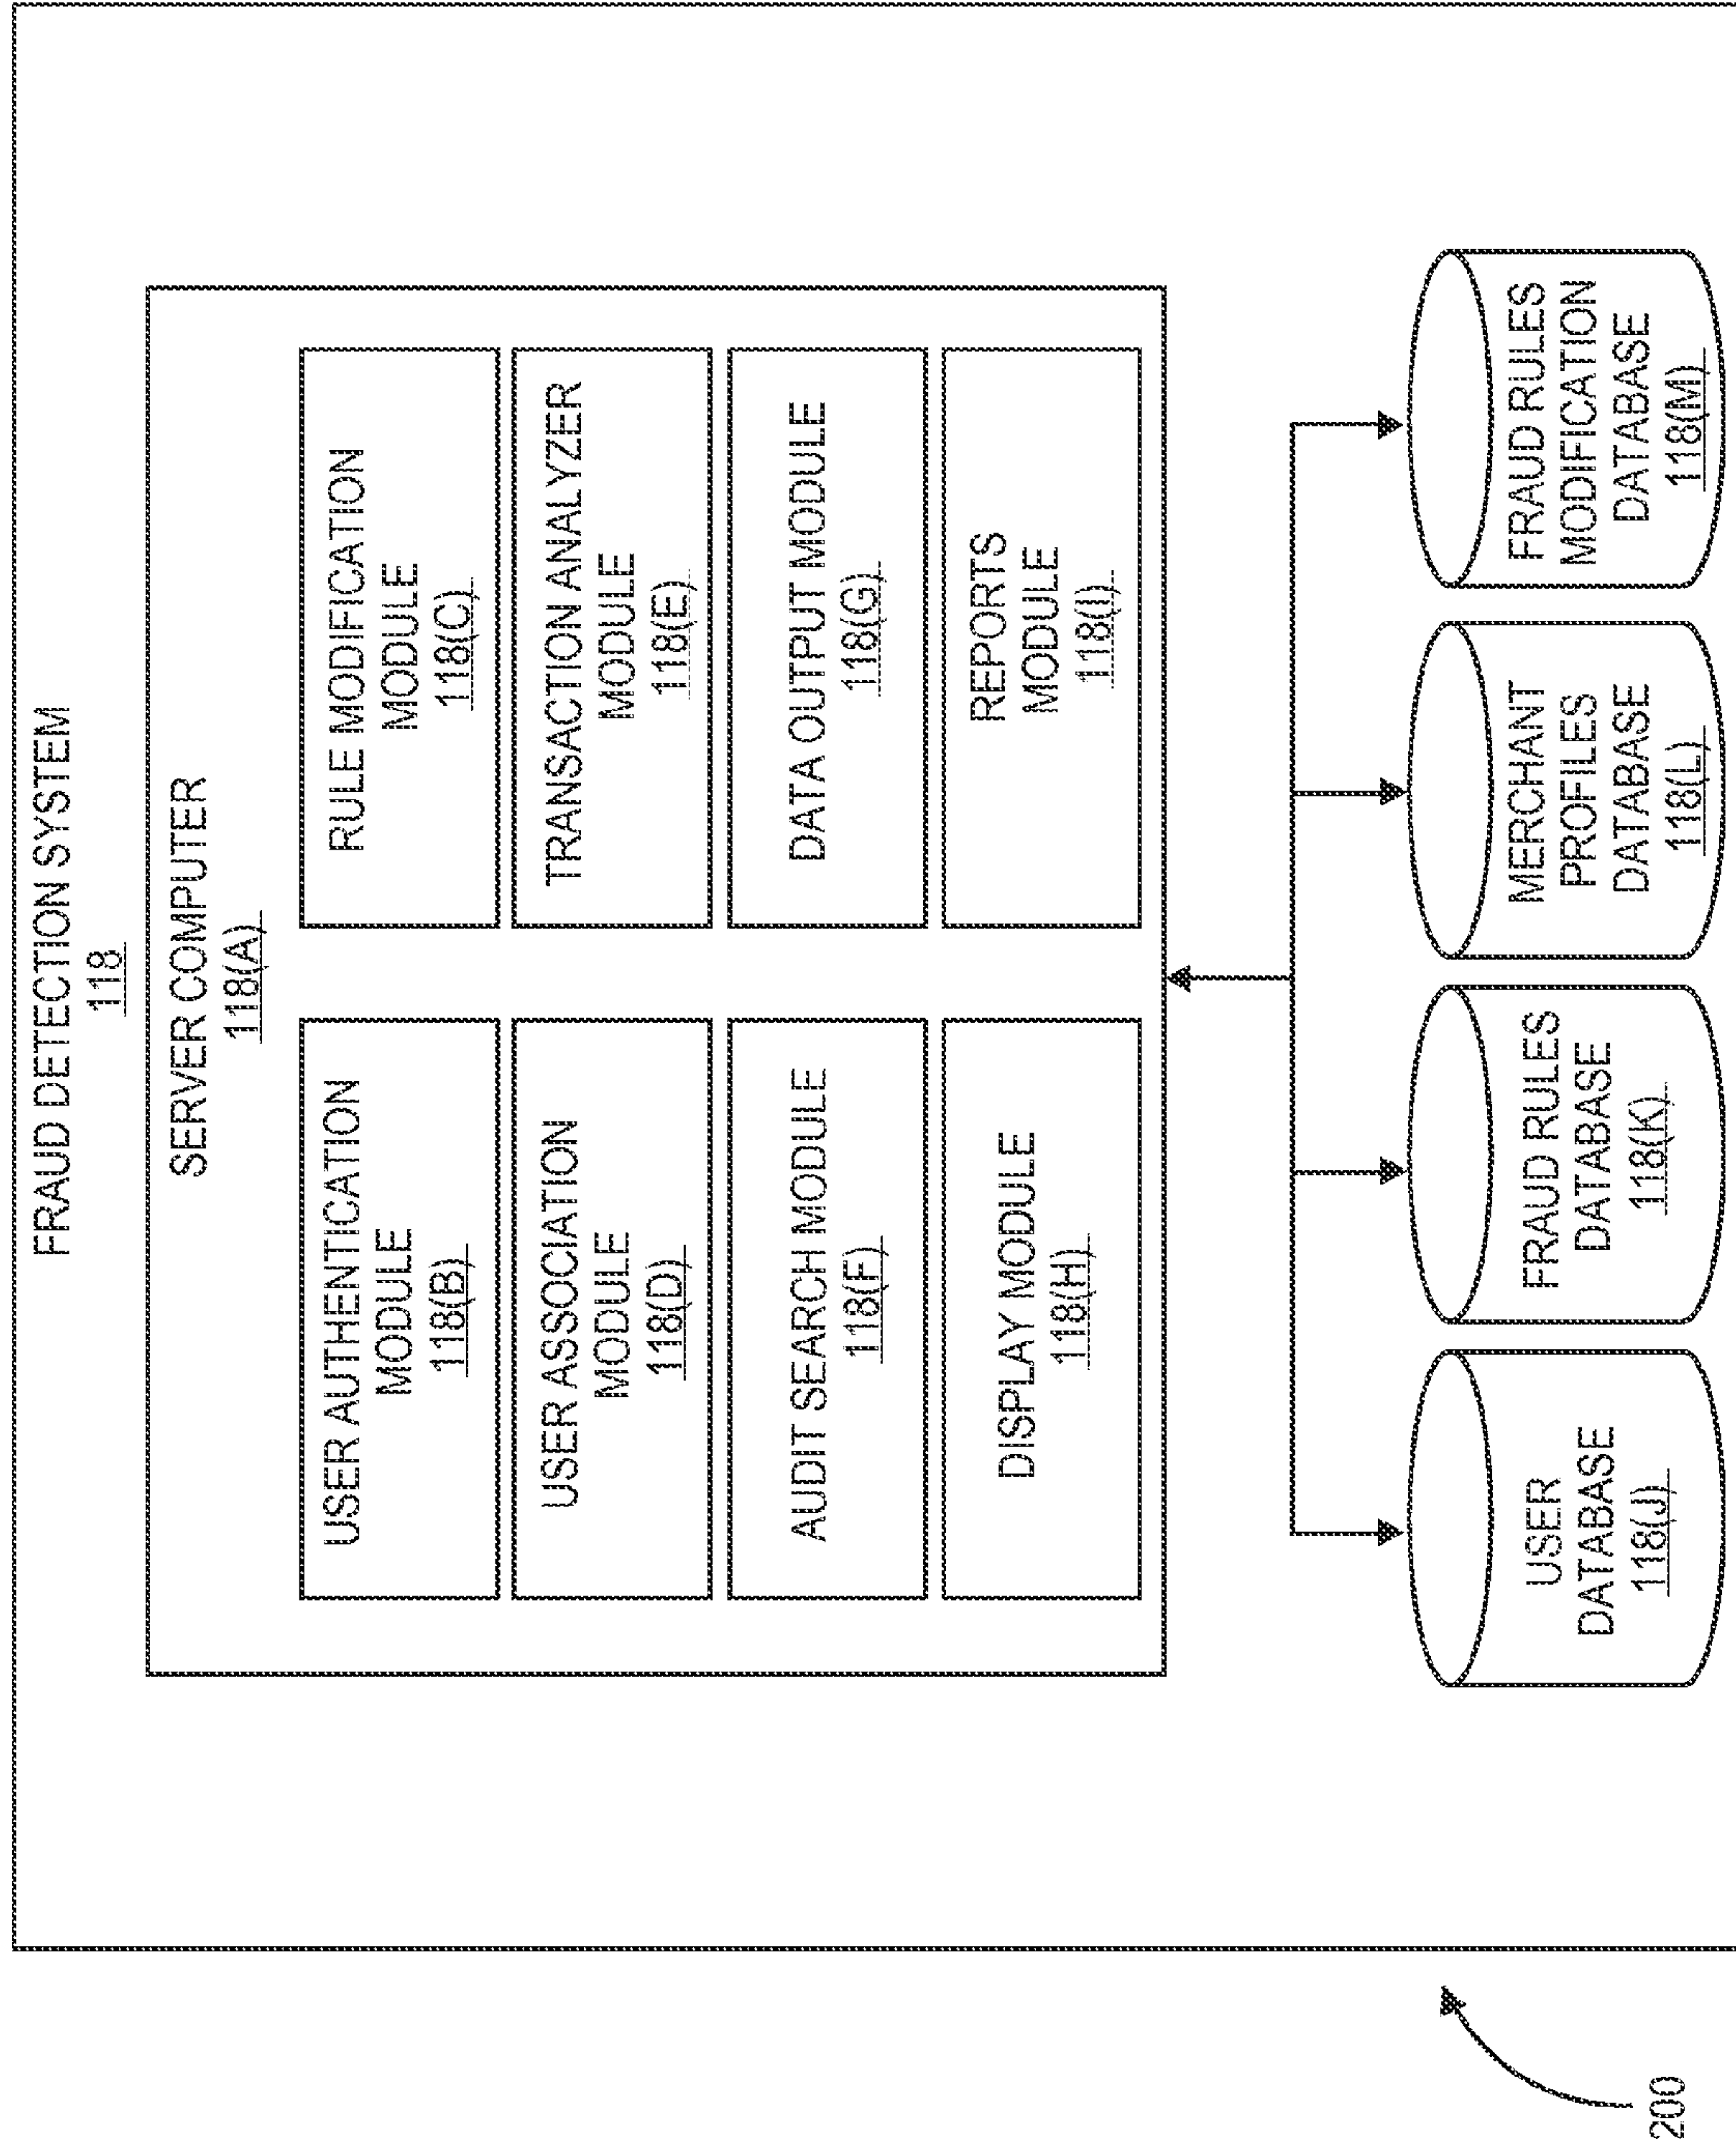 FRAUD DETECTION SYSTEM
118
SERVER COMPUTER
118(A)
USER AUTHENTICATION
MODULE
118(B)
RULE MODIFICATION
MODULE
118(C)
USER ASSOCIATION
MODULE
118(D)
TRANSACTION ANALYZER
MODULE
118(E)
AUDIT SEARCH MODULE
118(F)
DATA OUTPUT MODULE
118(G)
DISPLAY MODULE
118(H)
REPORTS
MODULE
118(I)
USER
DATABASE
118(J)
FRAUD RULES
DATABASE
118(K)
MERCHANT
PROFILES
DATABASE
118(L)
FRAUD RULES
MODIFICATION
DATABASE
118(M)
200